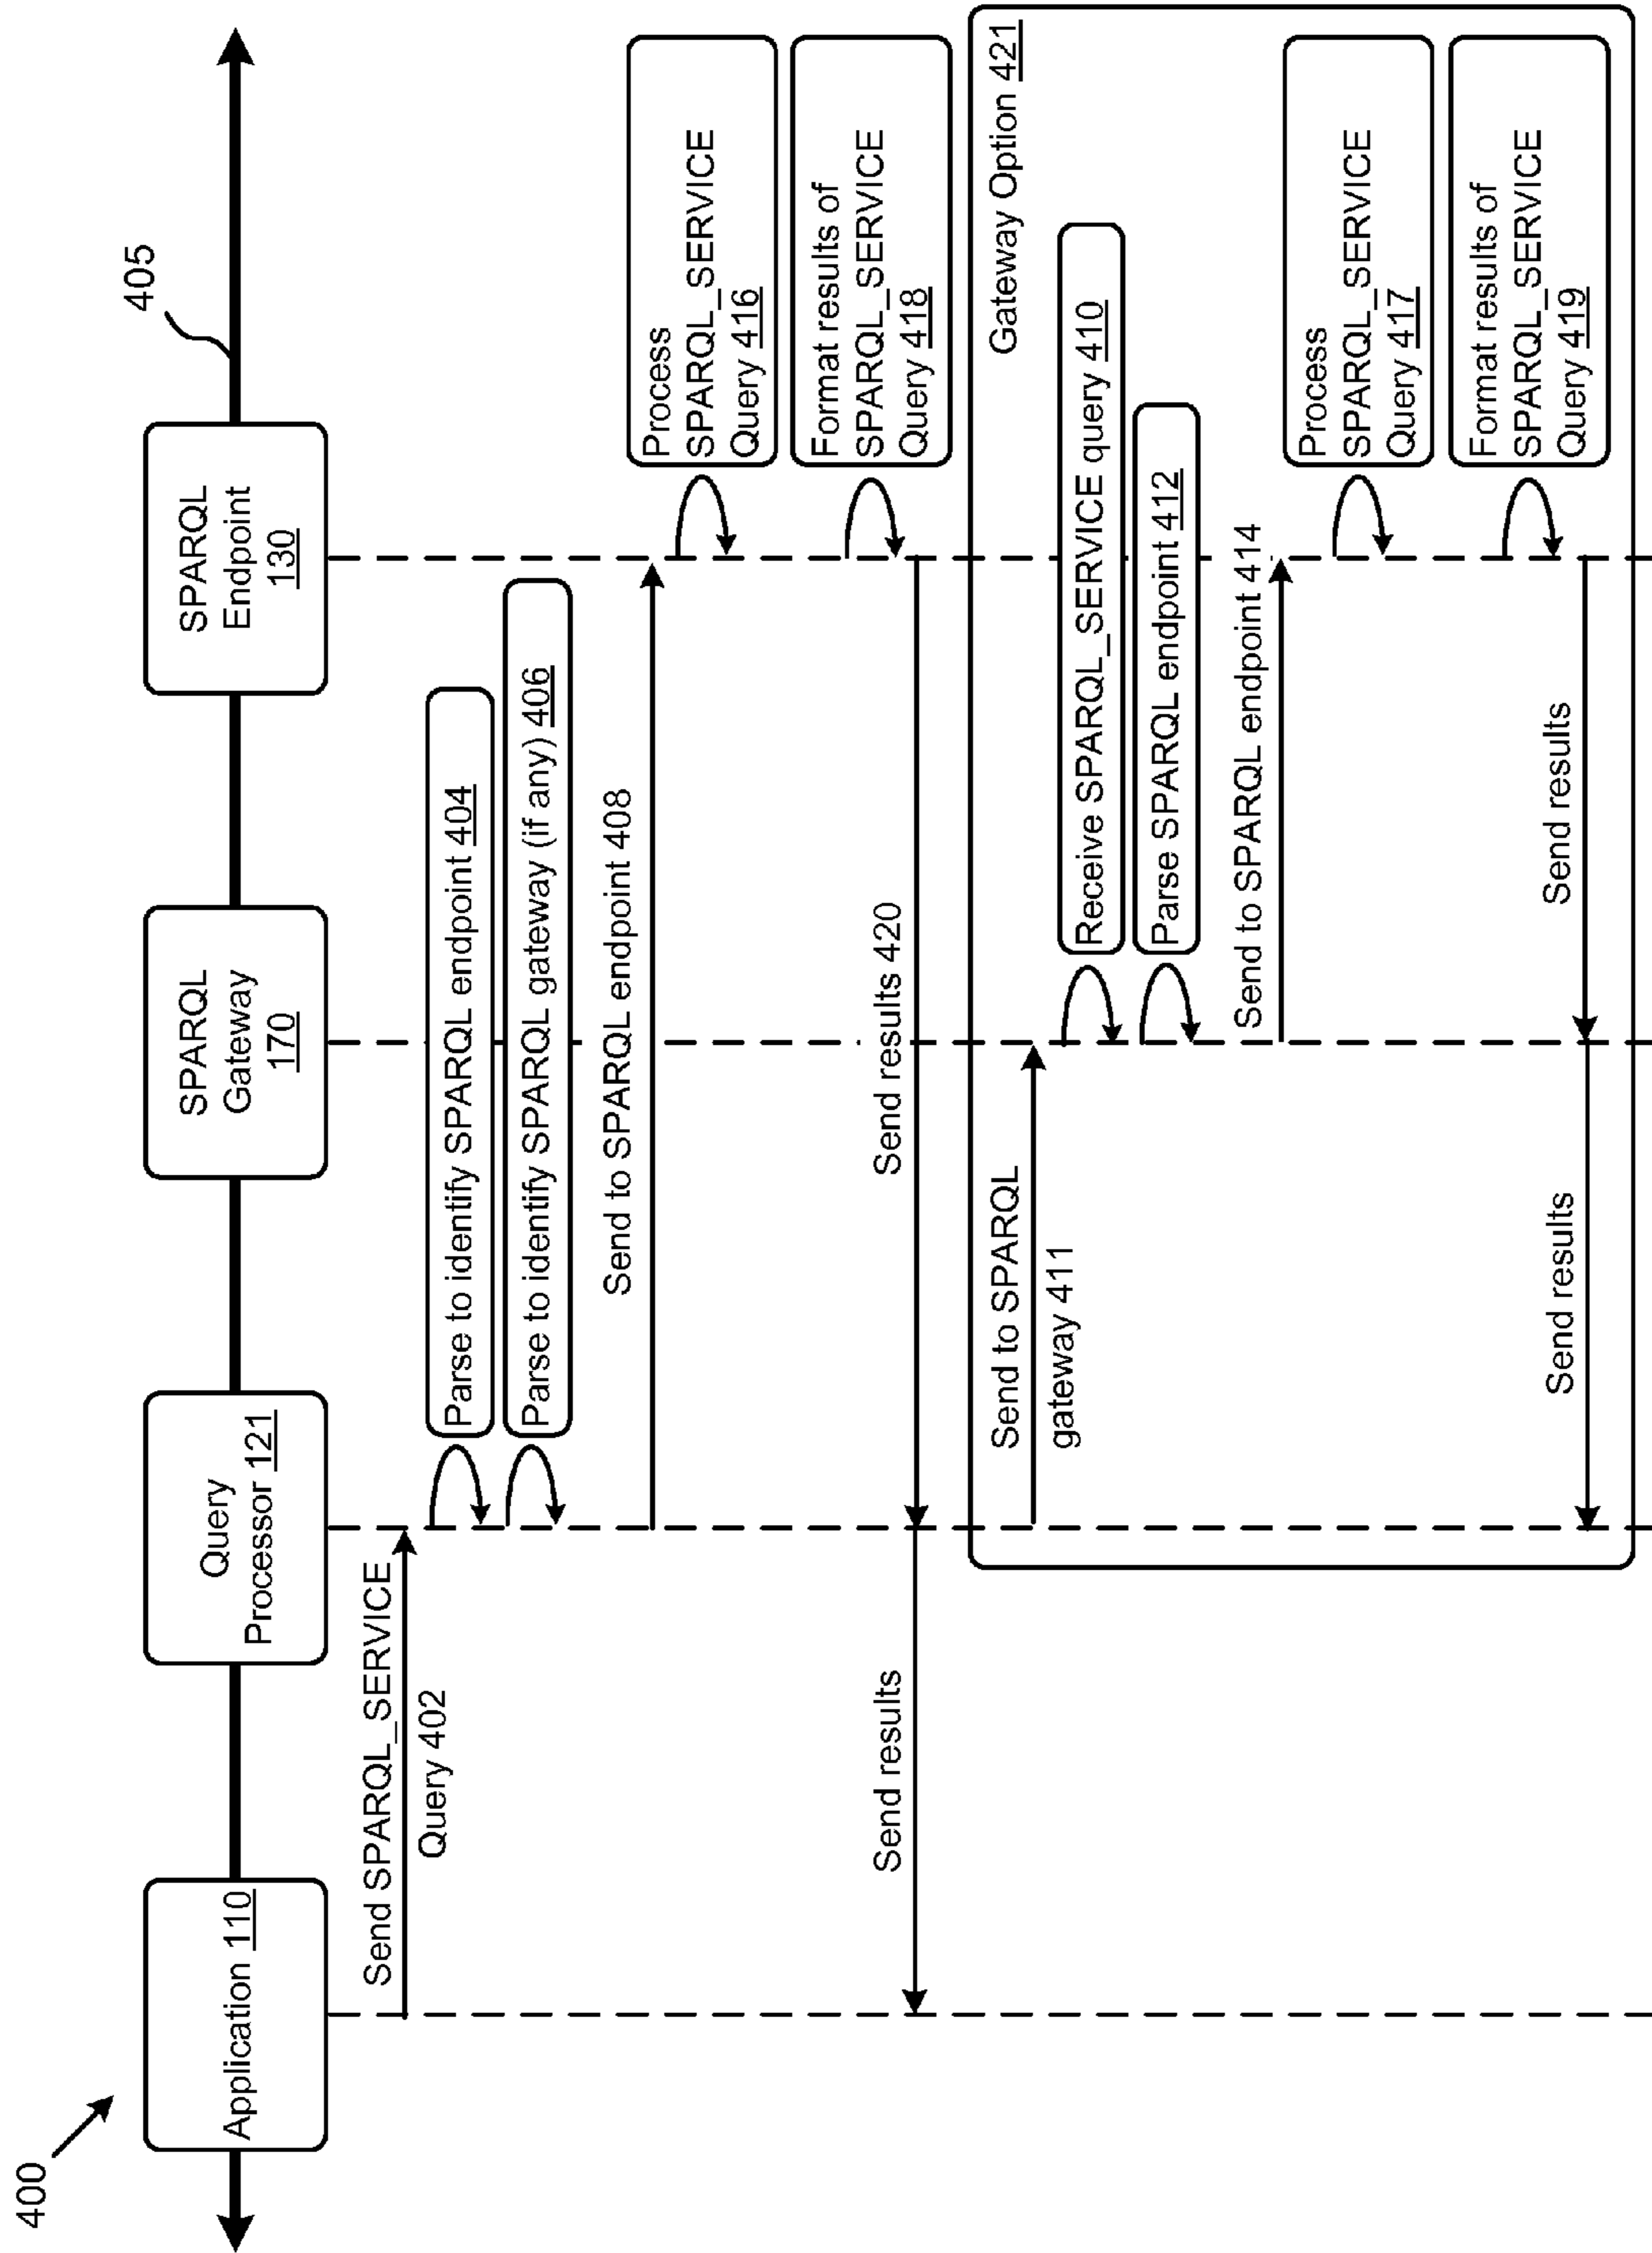 400
405
Application 110
Query
Processor 121
SPARQL
Gateway
170
SPARQL
Endpoint
130
Send SPARQL_SERVICE
Query 402
Parse to identify SPARQL endpoint 404
Parse to identify SPARQL gateway (if any) 406
Send to SPARQL endpoint 408
Process
SPARQL_SERVICE
Query 416
Format results of
SPARQL_SERVICE
Query 418
Send results
Send results 420
Gateway Option 421
Send to SPARQL
gateway 411
Receive SPARQL_SERVICE query 410
Parse SPARQL endpoint 412
Send to SPARQL endpoint 414
Process
SPARQL_SERVICE
Query 417
Format results of
SPARQL_SERVICE
Query 419
Send results
Send results